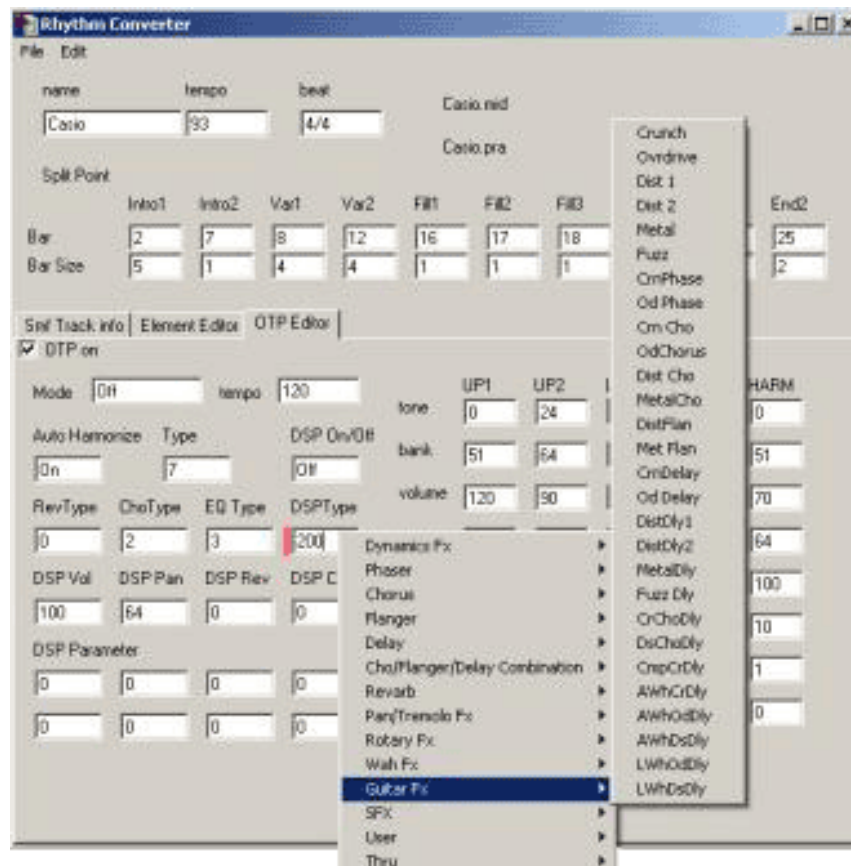 Rhythm Converter
File Edit
name tempo beat
Casio 93 4/4
Casio.mid
Casio.pra
Split Point
Intro1 Intro2 Var1 Var2 Fill1 Fill2 Fill3 End2
Bar 2 7 8 12 16 17 18 25
Bar Size 5 1 4 4 1 1 1 2
Smf Track info Element Editor OTP Editor
OTP on
Mode Off tempo 120
UP1 UP2 HARM
tone 0 24 0
Auto Harmonize Type DSP On/Off
bank 51 64 51
On 7 Off
volume 120 90 70
RevType ChoType EQ Type DSPType
0 2 3 200 64
DSP Vol DSP Pan DSP Rev DSP C
100 64 0 0 100
10
DSP Parameter
0 0 0 0 1
0 0 0 0 0
Dynamics Fx
Phaser
Chorus
Flanger
Delay
Cho/Flanger/Delay Combination
Revarb
Pan/Tremolo Fx
Rotary Fx
Wah Fx
Guitar Fx
SFX
User
Thru
Crunch
Ovrdrive
Dist 1
Dist 2
Metal
Fuzz
CrnPhase
Od Phase
Crn Cho
OdChorus
Dist Cho
MetalCho
DistFlan
Met Flan
CrnDelay
Od Delay
DistDly1
DistDly2
MetalDly
Fuzz Dly
CrChoDly
DsChoDly
CmpCrDly
AWhCrDly
AWhOdDly
AWhDsDly
LWhOdDly
LWhDsDly